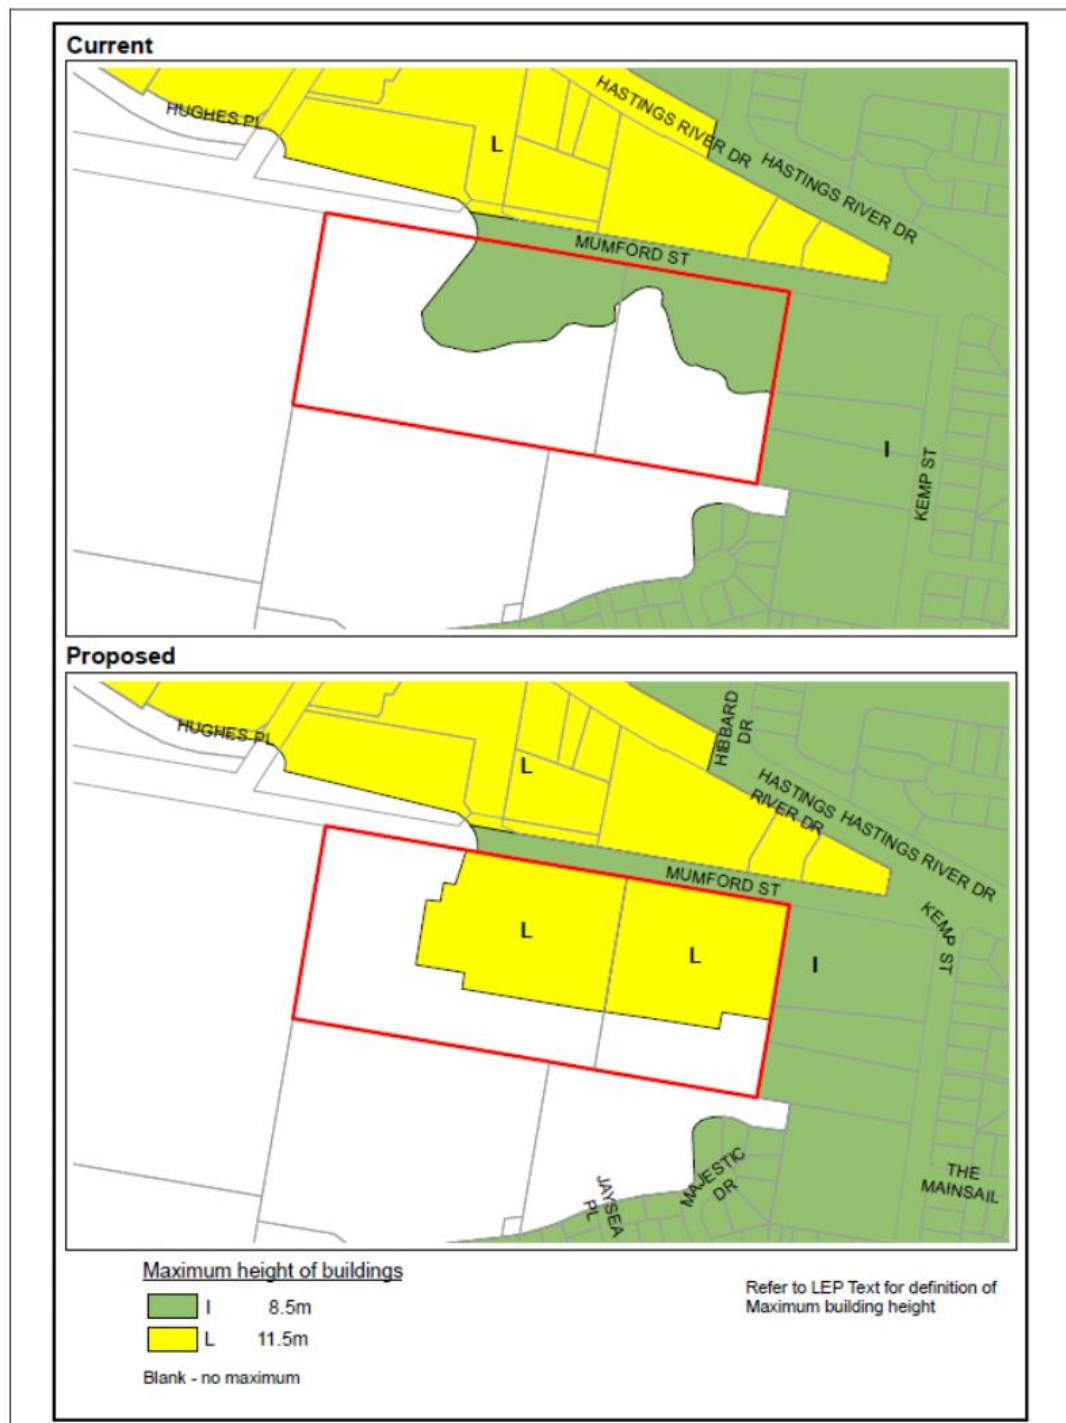 Current
HUGHES PL
L
HASTINGS RIVER DR
HASTINGS RIVER DR
MUMFORD ST
I
KEMP ST
Proposed
HUGHES PL
L
HIBBARD
DR
HASTINGS
RIVER DR
HASTINGS RIVER DR
MUMFORD ST
KEMP ST
L
L
I
THE
MAINSAIL
MAJESTIC
DR
JAYSEA
PL
Maximum height of buildings
I 8.5m
L 11.5m
Blank - no maximum
Refer to LEP Text for definition of
Maximum building height